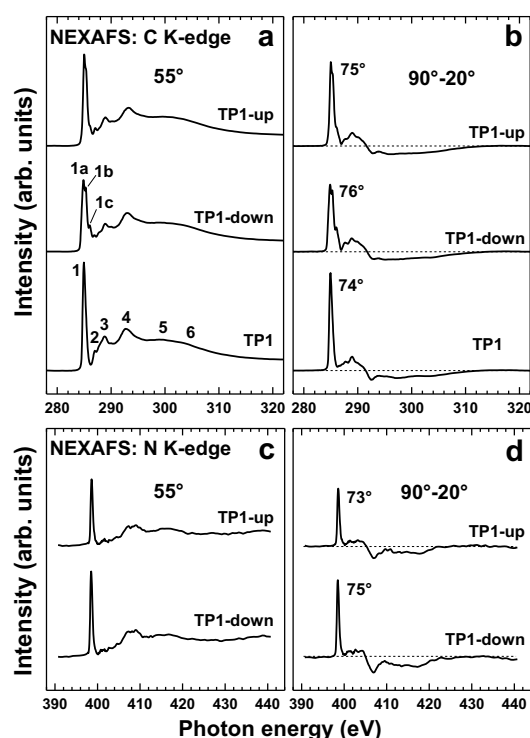 NEXAFS: C K-edge
a
55°
TP1-up
1a
1b
1c
TP1-down
1
2
3
4
5
6
TP1
280 290 300 310 320
b
75°
90°-20°
TP1-up
76°
TP1-down
74°
TP1
280 290 300 310 320
Intensity (arb. units)
NEXAFS: N K-edge
c
55°
TP1-up
TP1-down
390 400 410 420 430 440
d
90°-20°
73°
TP1-up
75°
TP1-down
390 400 410 420 430 440
Intensity (arb. units)
Photon energy (eV)